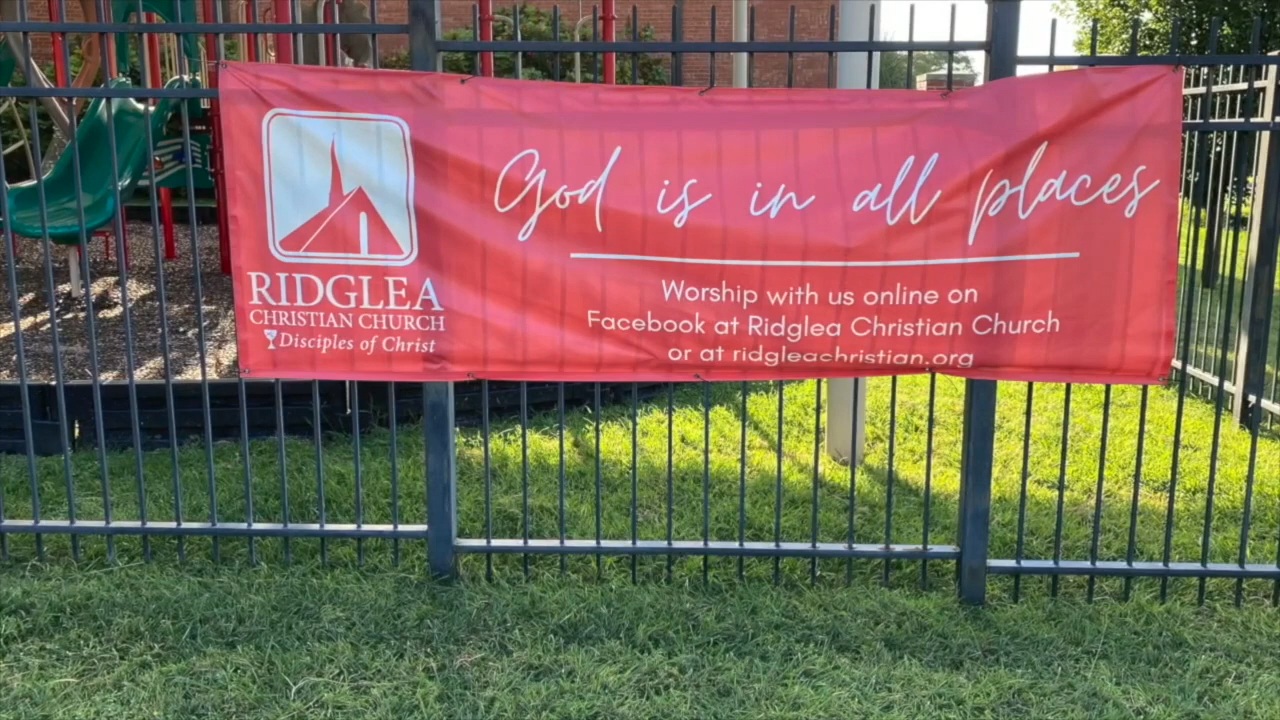 RIDGLEA
CHRISTIAN CHURCH
Disciples of Christ
God is in all places
Worship with us online on
Facebook at Ridglea Christian Church
or at ridgleachristian.org